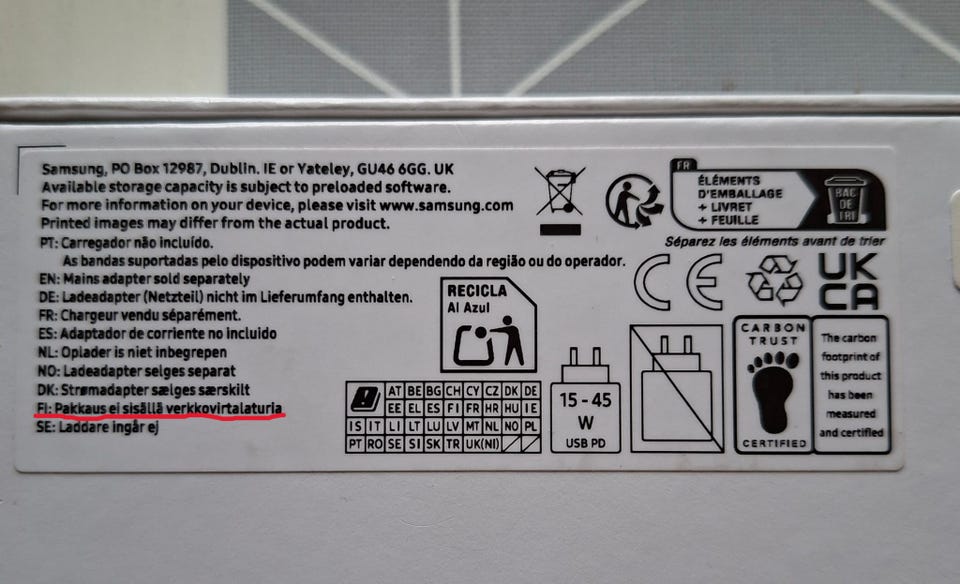 Samsung, PO Box 12987, Dublin. IE or Yateley, GU46 6GG. UK
Available storage capacity is subject to preloaded software.
For more information on your device, please visit www.samsung.com
Printed images may differ from the actual product.
PT: Carregador não incluído.
As bandas suportadas pelo dispositivo podem variar dependendo da região ou do operador.
EN: Mains adapter sold separately
DE: Ladeadapter (Netzteil) nicht im Lieferumfang enthalten.
FR: Chargeur vendu séparément.
ES: Adaptador de corriente no incluido
NL: Oplader is niet inbegrepen
NO: Ladeadapter selges separat
DK: Strømadapter sælges særskilt
FI: Pakkaus ei sisällä verkkovirtalaturia
SE: Laddare ingår ej
FR
ÉLÉMENTS
D'EMBALLAGE
+ LIVRET
+ FEUILLE
BAC
DE
TRI
Séparez les éléments avant de trier
CE
UK
CA
RECICLA
Al Azul
AT BE BG CH CY CZ DK DE
EE EL ES FI FR HR HU IE
IS IT LI LT LU LV MT NL NO PL
PT RO SE SI SK TR UK(NI)
15 - 45
W
USB PD
CARBON
TRUST
CERTIFIED
The carbon
footprint of
this product
has been
measured
and certified